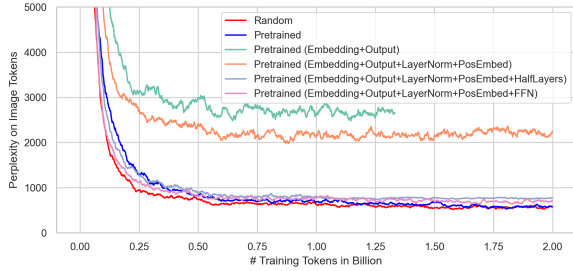 5000
4000
3000
2000
1000
0
Perplexity on Image Tokens
Random
Pretrained
Pretrained (Embedding+Output)
Pretrained (Embedding+Output+LayerNorm+PosEmbed)
Pretrained (Embedding+Output+LayerNorm+PosEmbed+HalfLayers)
Pretrained (Embedding+Output+LayerNorm+PosEmbed+FFN)
0.00 0.25 0.50 0.75 1.00 1.25 1.50 1.75 2.00
# Training Tokens in Billion